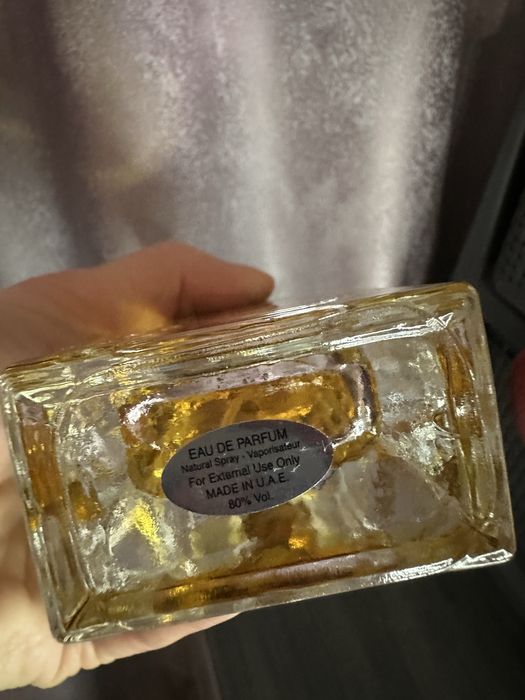 EAU DE PARFUM
Natural Spray - Vaporisateur
For External Use Only
MADE IN U.A.E.
80% Vol.